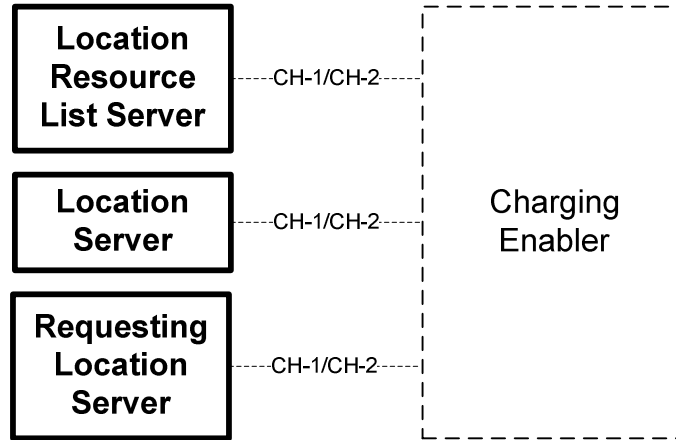 Location
Resource
List Server
CH-1/CH-2
Location
Server
CH-1/CH-2
Requesting
Location
Server
CH-1/CH-2
Charging
Enabler